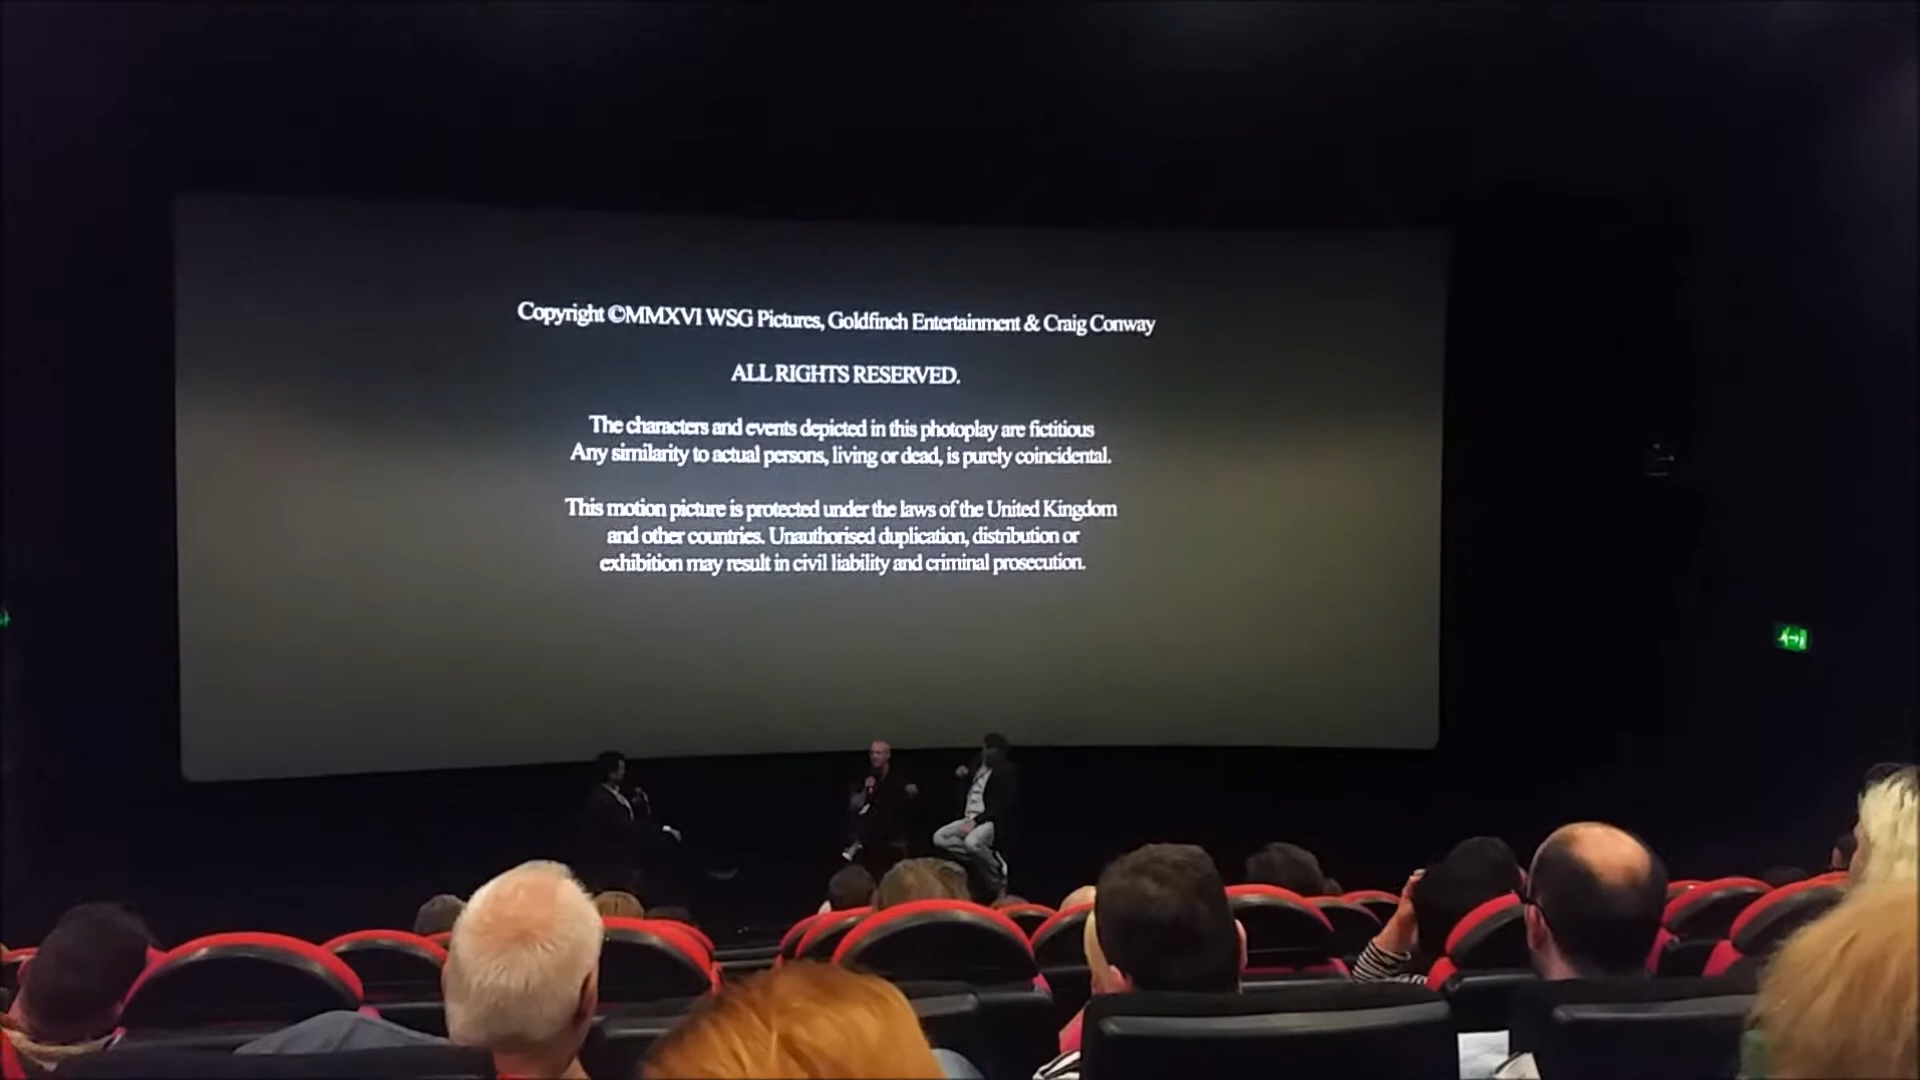 Copyright ©MMXVI WSG Pictures, Goldfinch Entertainment & Craig Conway
ALL RIGHTS RESERVED.
The characters and events depicted in this photoplay are fictitious
Any similarity to actual persons, living or dead, is purely coincidental.
This motion picture is protected under the laws of the United Kingdom
and other countries. Unauthorised duplication, distribution or
exhibition may result in civil liability and criminal prosecution.